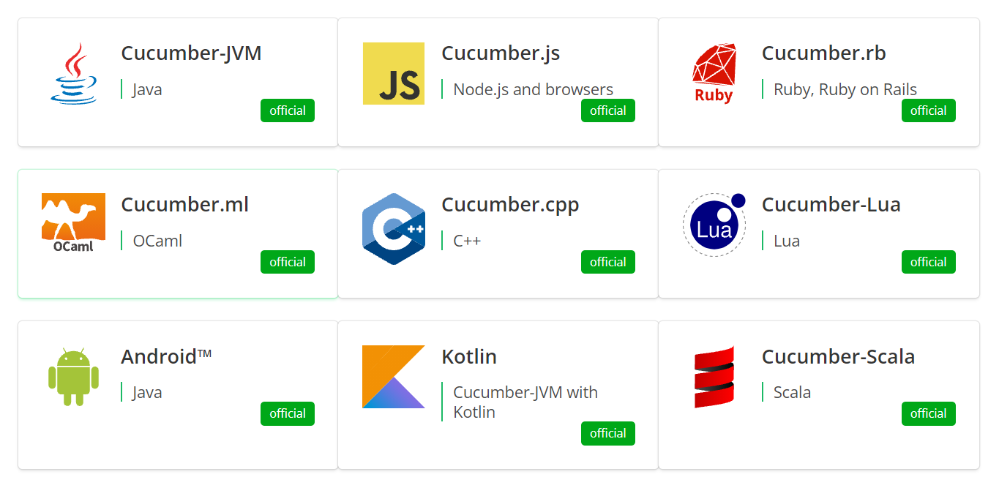 Cucumber-JVM
Java
official
JS
Cucumber.js
Node.js and browsers
official
Ruby
Cucumber.rb
Ruby, Ruby on Rails
official
OCaml
Cucumber.ml
OCaml
official
C++
Cucumber.cpp
C++
official
Lua
Cucumber-Lua
Lua
official
Android™
Java
official
Kotlin
Cucumber-JVM with
Kotlin
official
Cucumber-Scala
Scala
official